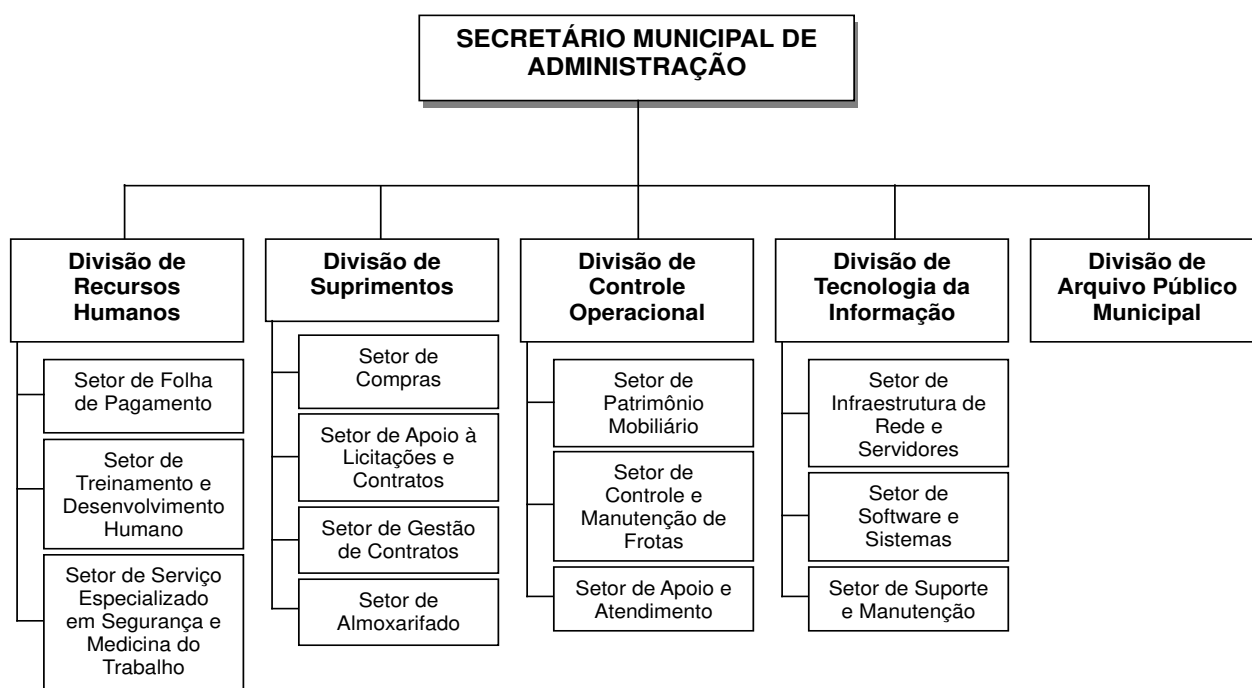 SECRETÁRIO MUNICIPAL DE
ADMINISTRAÇÃO
Divisão de
Recursos
Humanos
Setor de Folha
de Pagamento
Setor de
Treinamento e
Desenvolvimento
Humano
Setor de Serviço
Especializado
em Segurança e
Medicina do
Trabalho
Divisão de
Suprimentos
Setor de
Compras
Setor de Apoio à
Licitações e
Contratos
Setor de Gestão
de Contratos
Setor de
Almoxarifado
Divisão de
Controle
Operacional
Setor de
Patrimônio
Mobiliário
Setor de
Controle e
Manutenção de
Frotas
Setor de Apoio e
Atendimento
Divisão de
Tecnologia da
Informação
Setor de
Infraestrutura de
Rede e
Servidores
Setor de
Software e
Sistemas
Setor de Suporte
e Manutenção
Divisão de
Arquivo Público
Municipal